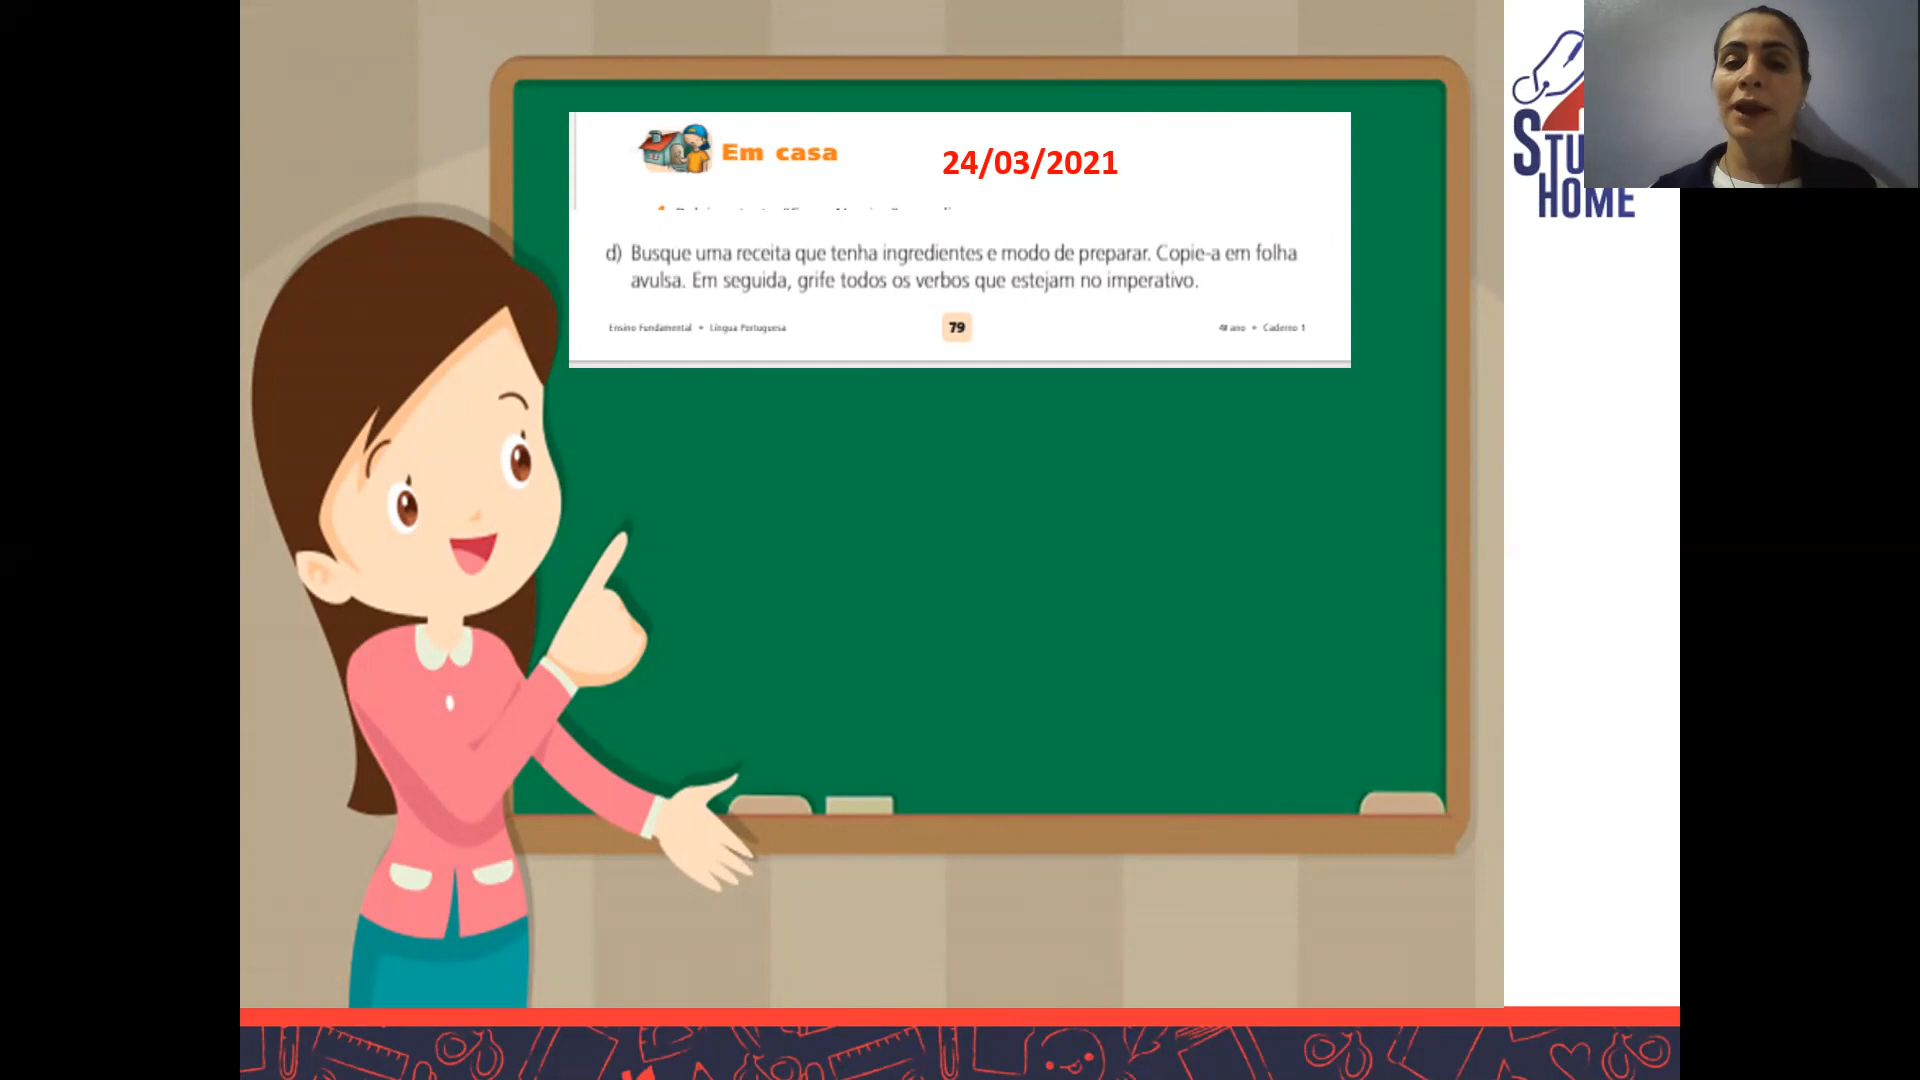 Em casa
24/03/2021
d) Busque uma receita que tenha ingredientes e modo de preparar. Copie-a em folha
avulsa. Em seguida, grife todos os verbos que estejam no imperativo.
Ensino Fundamental • Língua Portuguesa
79
ano • Caderno 1
HOME